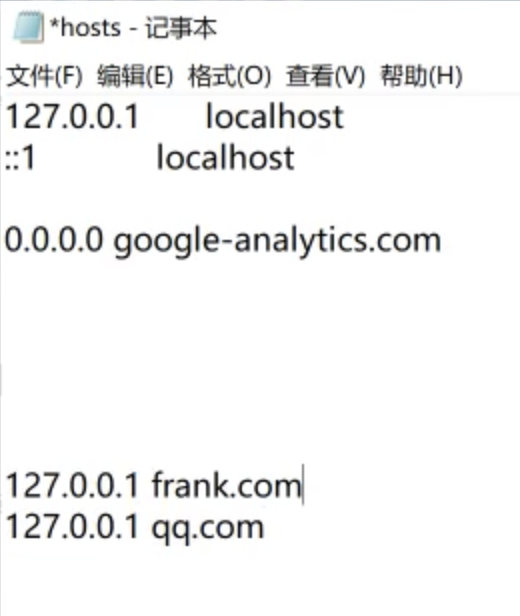 *hosts - 记事本
文件(F) 编辑(E) 格式(O) 查看(V) 帮助(H)
127.0.0.1 localhost
::1 localhost
0.0.0.0 google-analytics.com
127.0.0.1 frank.com
127.0.0.1 qq.com